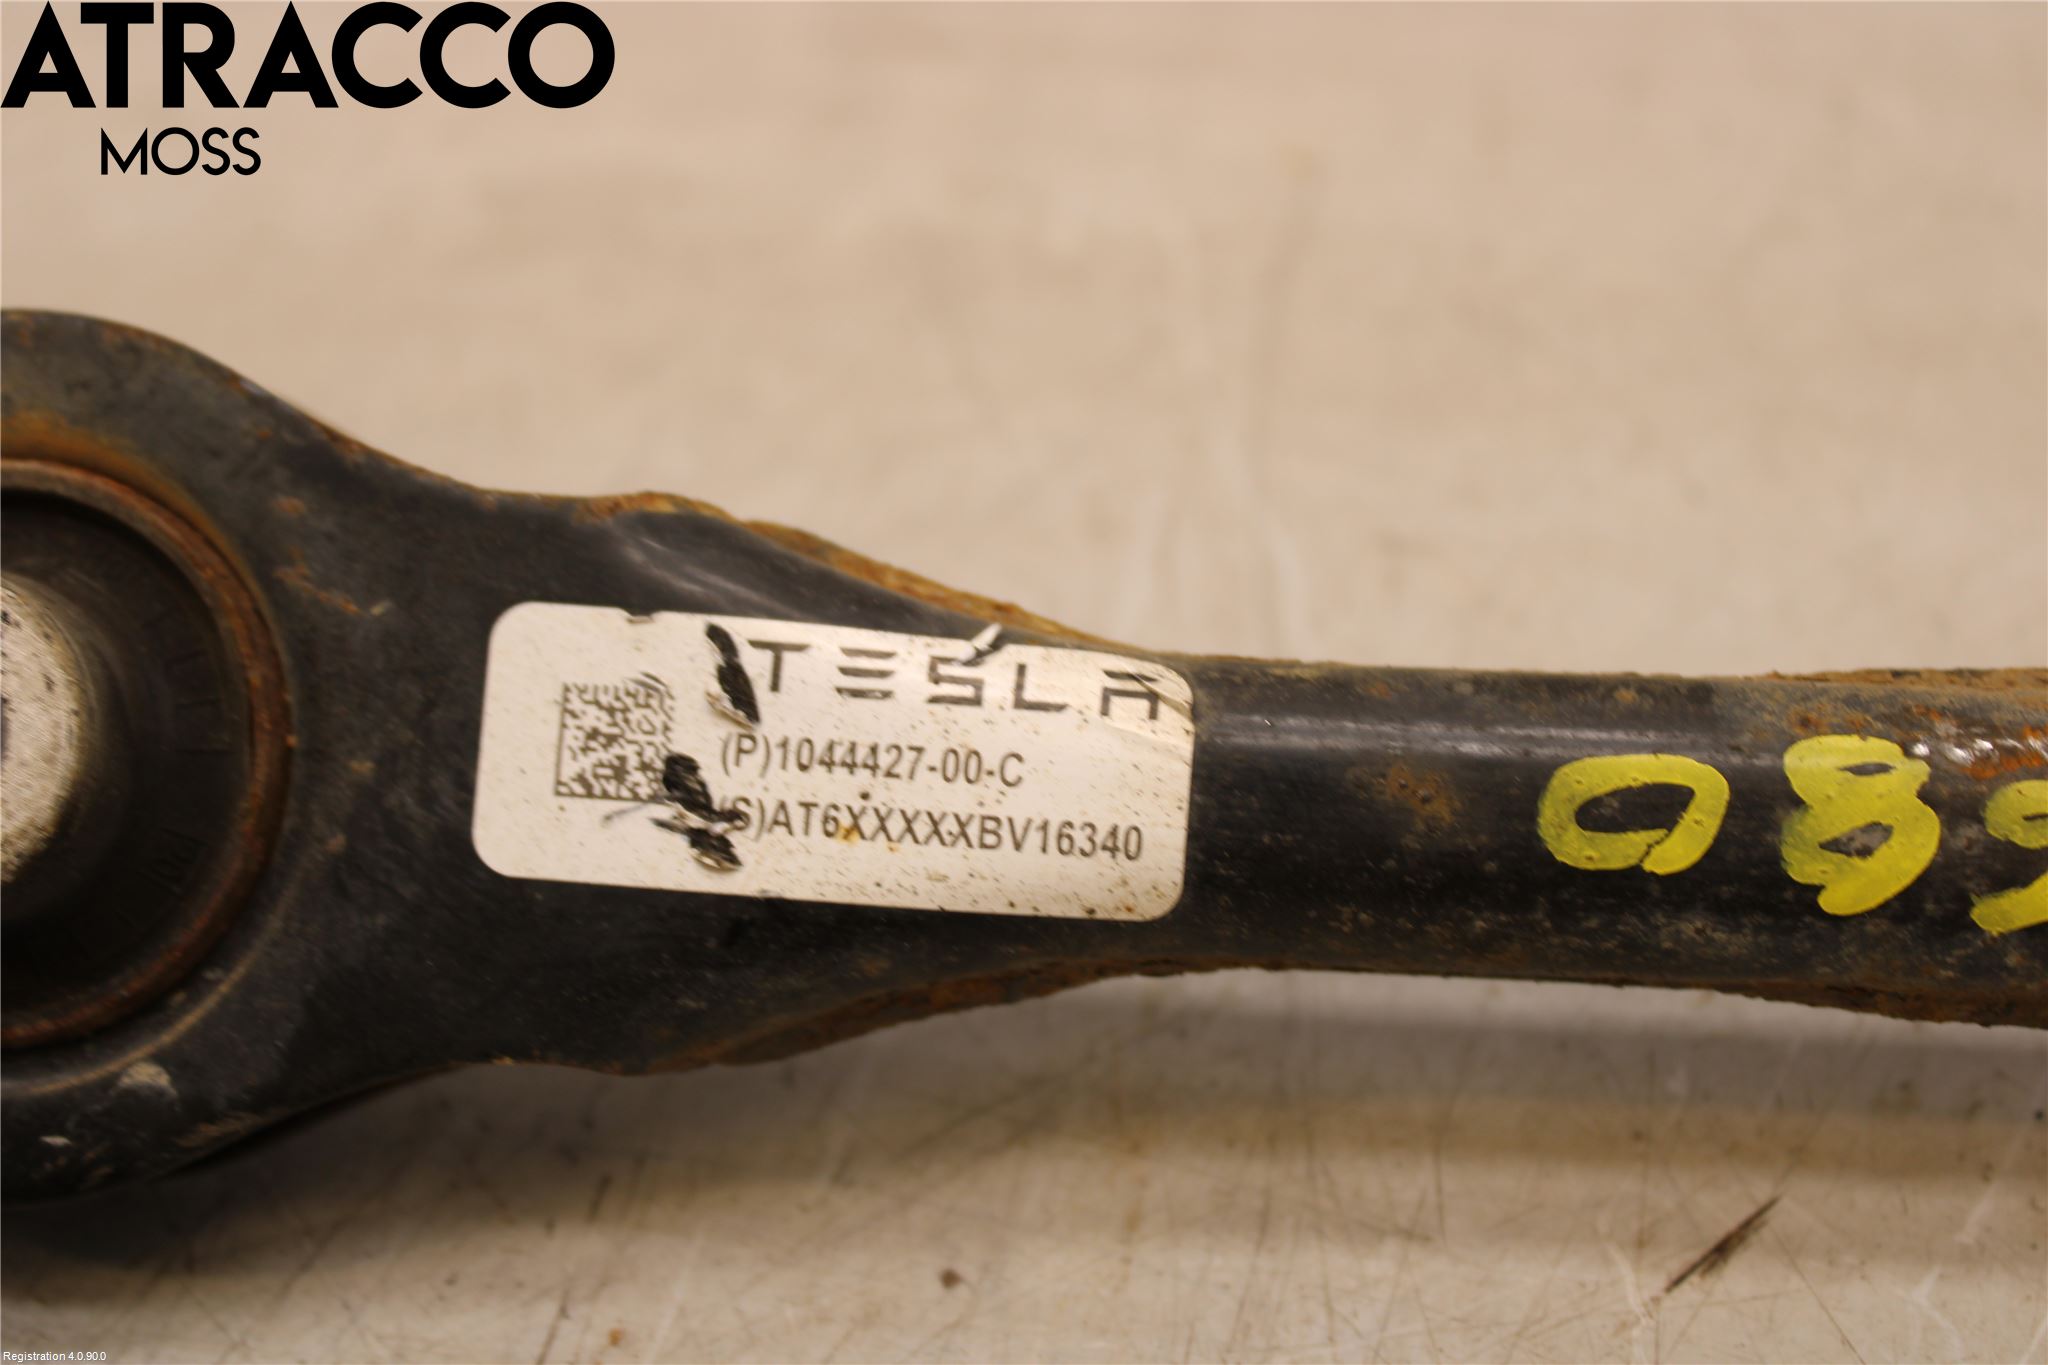 ATRACCO
MOSS
TESLA
(P)1044427-00-C
(S)AT6XXXXXBV16340
Registration 4.0.90.0